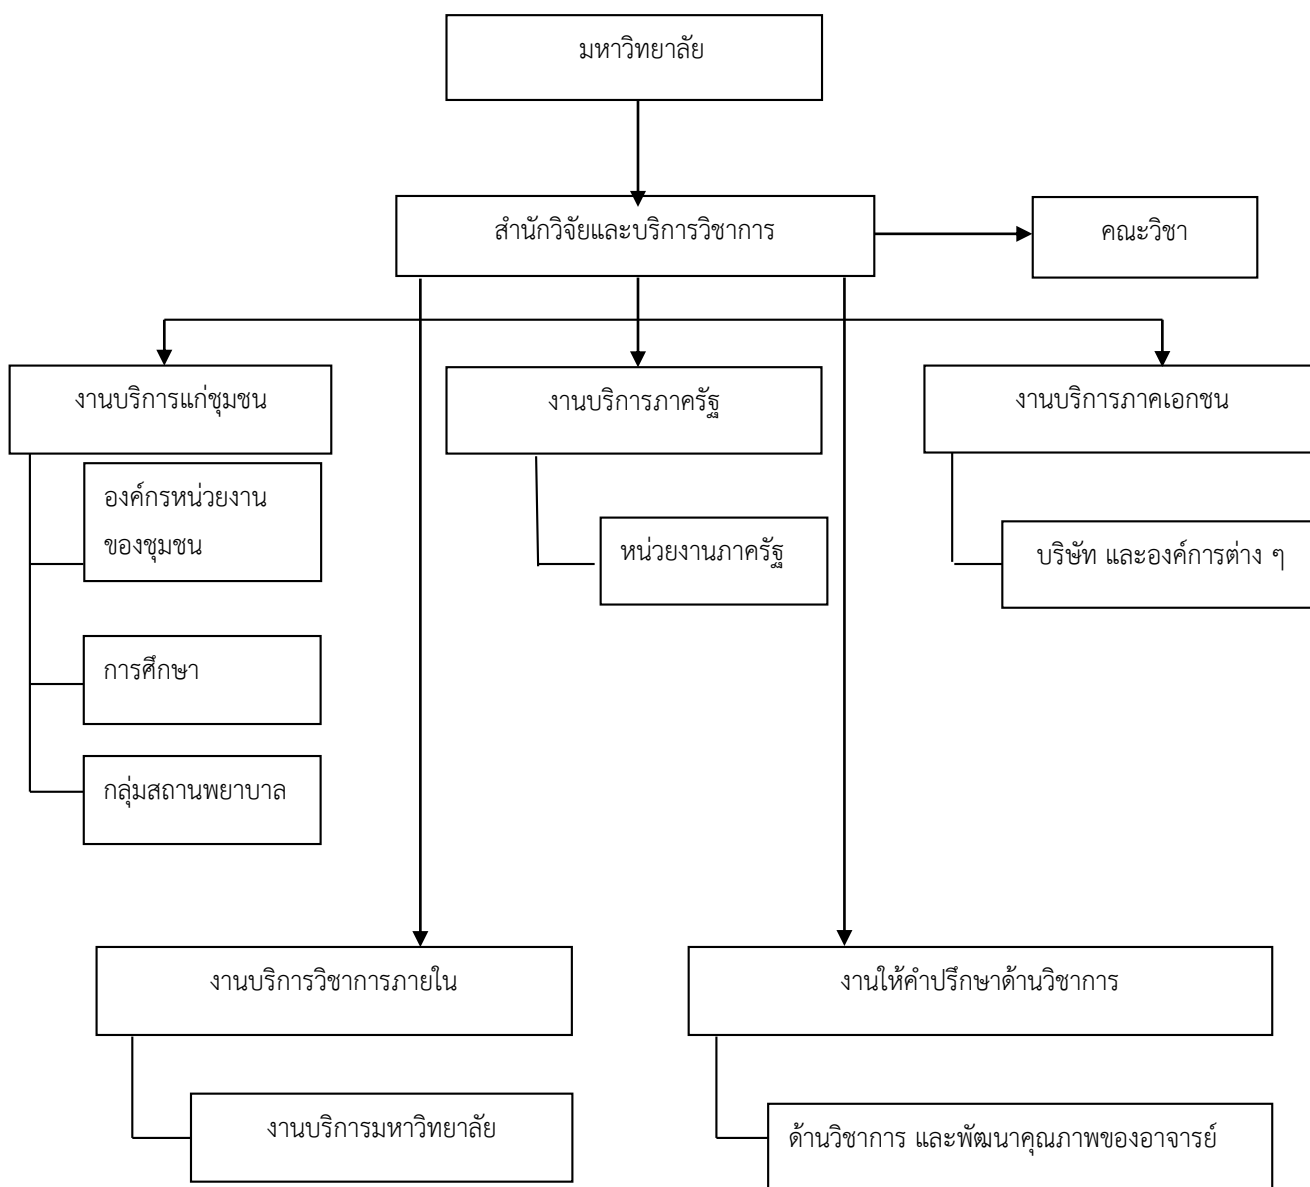 มหาวิทยาลัย
สำนักวิจัยและบริการวิชาการ
คณะวิชา
งานบริการแก่ชุมชน
งานบริการภาครัฐ
งานบริการภาคเอกชน
องค์กรหน่วยงาน
ของชุมชน
หน่วยงานภาครัฐ
บริษัท และองค์การต่าง ๆ
การศึกษา
กลุ่มสถานพยาบาล
งานบริการวิชาการภายใน
งานให้คำปรึกษาด้านวิชาการ
งานบริการมหาวิทยาลัย
ด้านวิชาการ และพัฒนาคุณภาพของอาจารย์